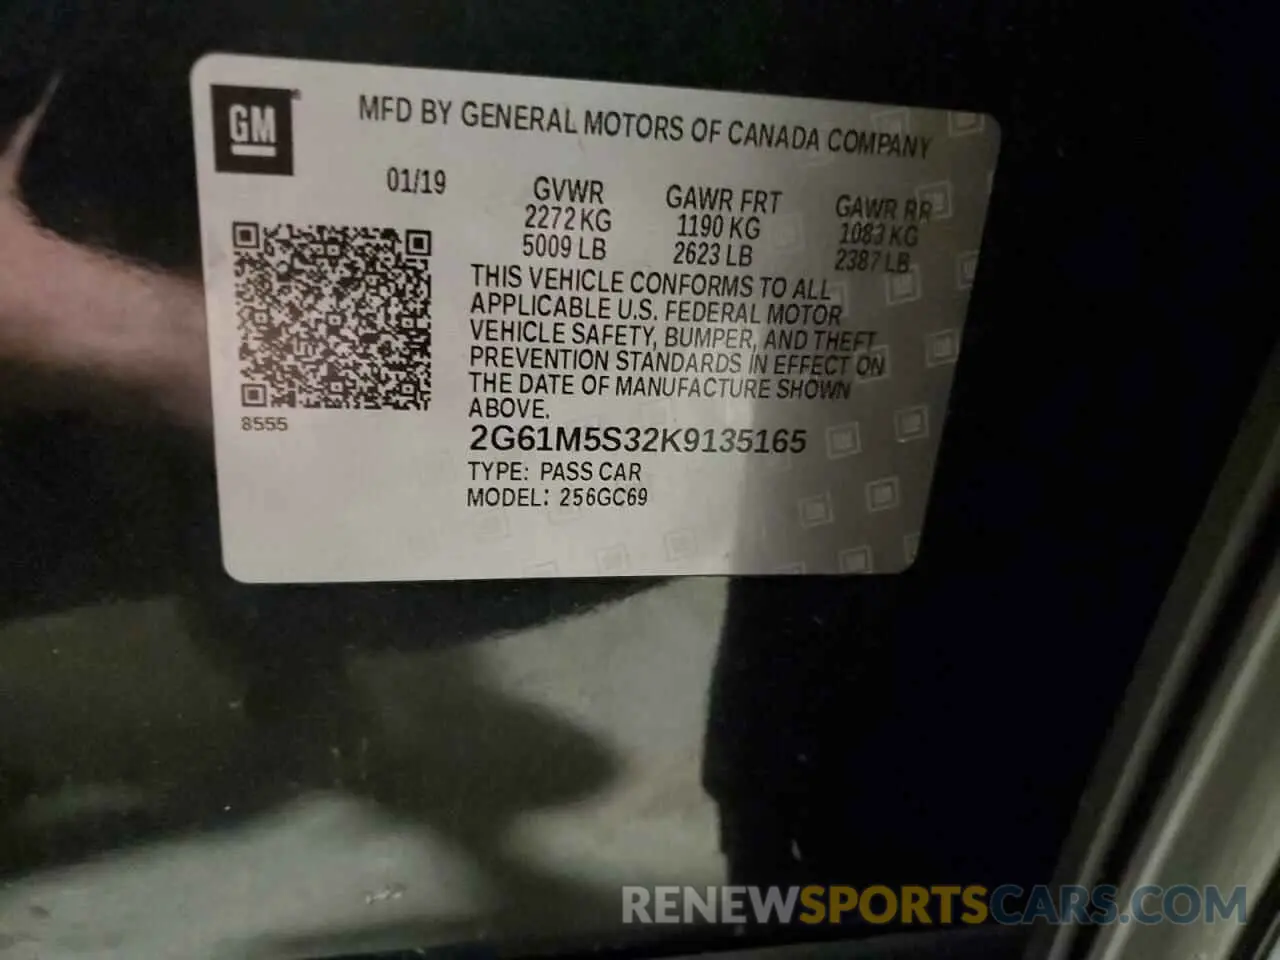 GM
MFD BY GENERAL MOTORS OF CANADA COMPANY
01/19
GVWR
2272 KG
5009 LB
GAWR FRT
1190 KG
2623 LB
GAWR RR
1083 KG
2387 LB
THIS VEHICLE CONFORMS TO ALL
APPLICABLE U.S. FEDERAL MOTOR
VEHICLE SAFETY, BUMPER, AND THEFT
PREVENTION STANDARDS IN EFFECT ON
THE DATE OF MANUFACTURE SHOWN
ABOVE.
8555
2G61M5S32K9135165
TYPE: PASS CAR
MODEL: 256GC69
RENEWSPORTSCARS.COM